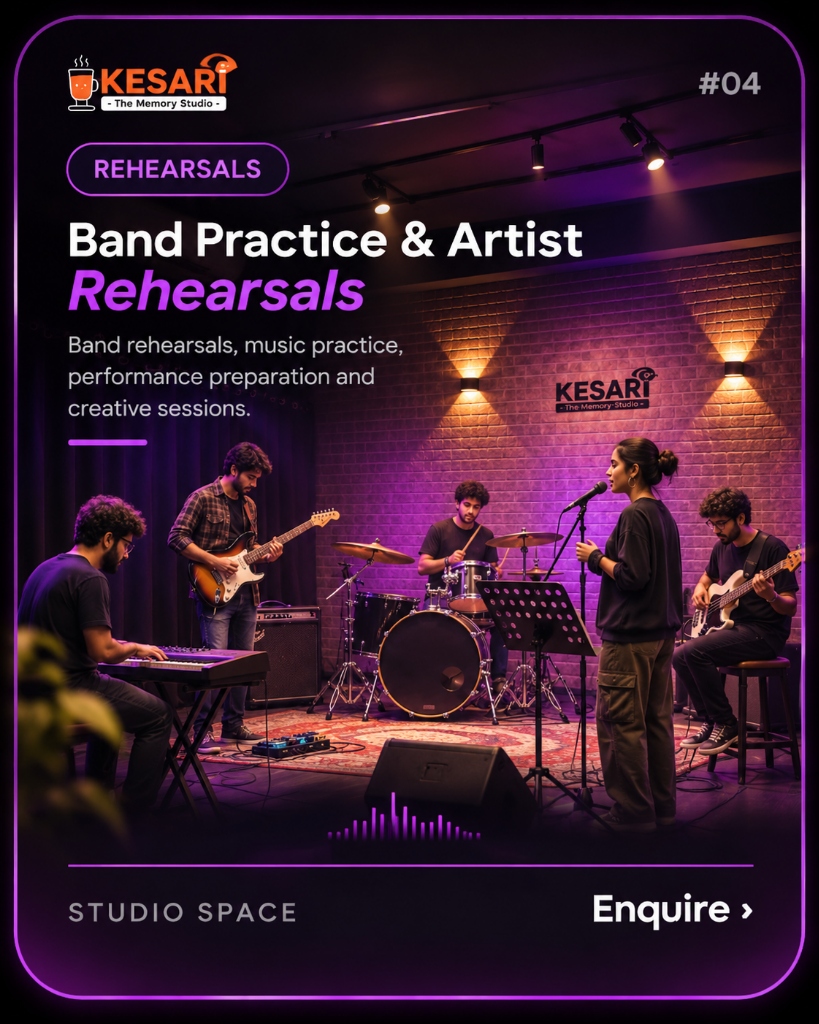 KESARI
- The Memory Studio -
#04
REHEARSALS
Band Practice & Artist
Rehearsals
Band rehearsals, music practice,
performance preparation and
creative sessions.
KESARI
- The Memory Studio -
STUDIO SPACE
Enquire ›